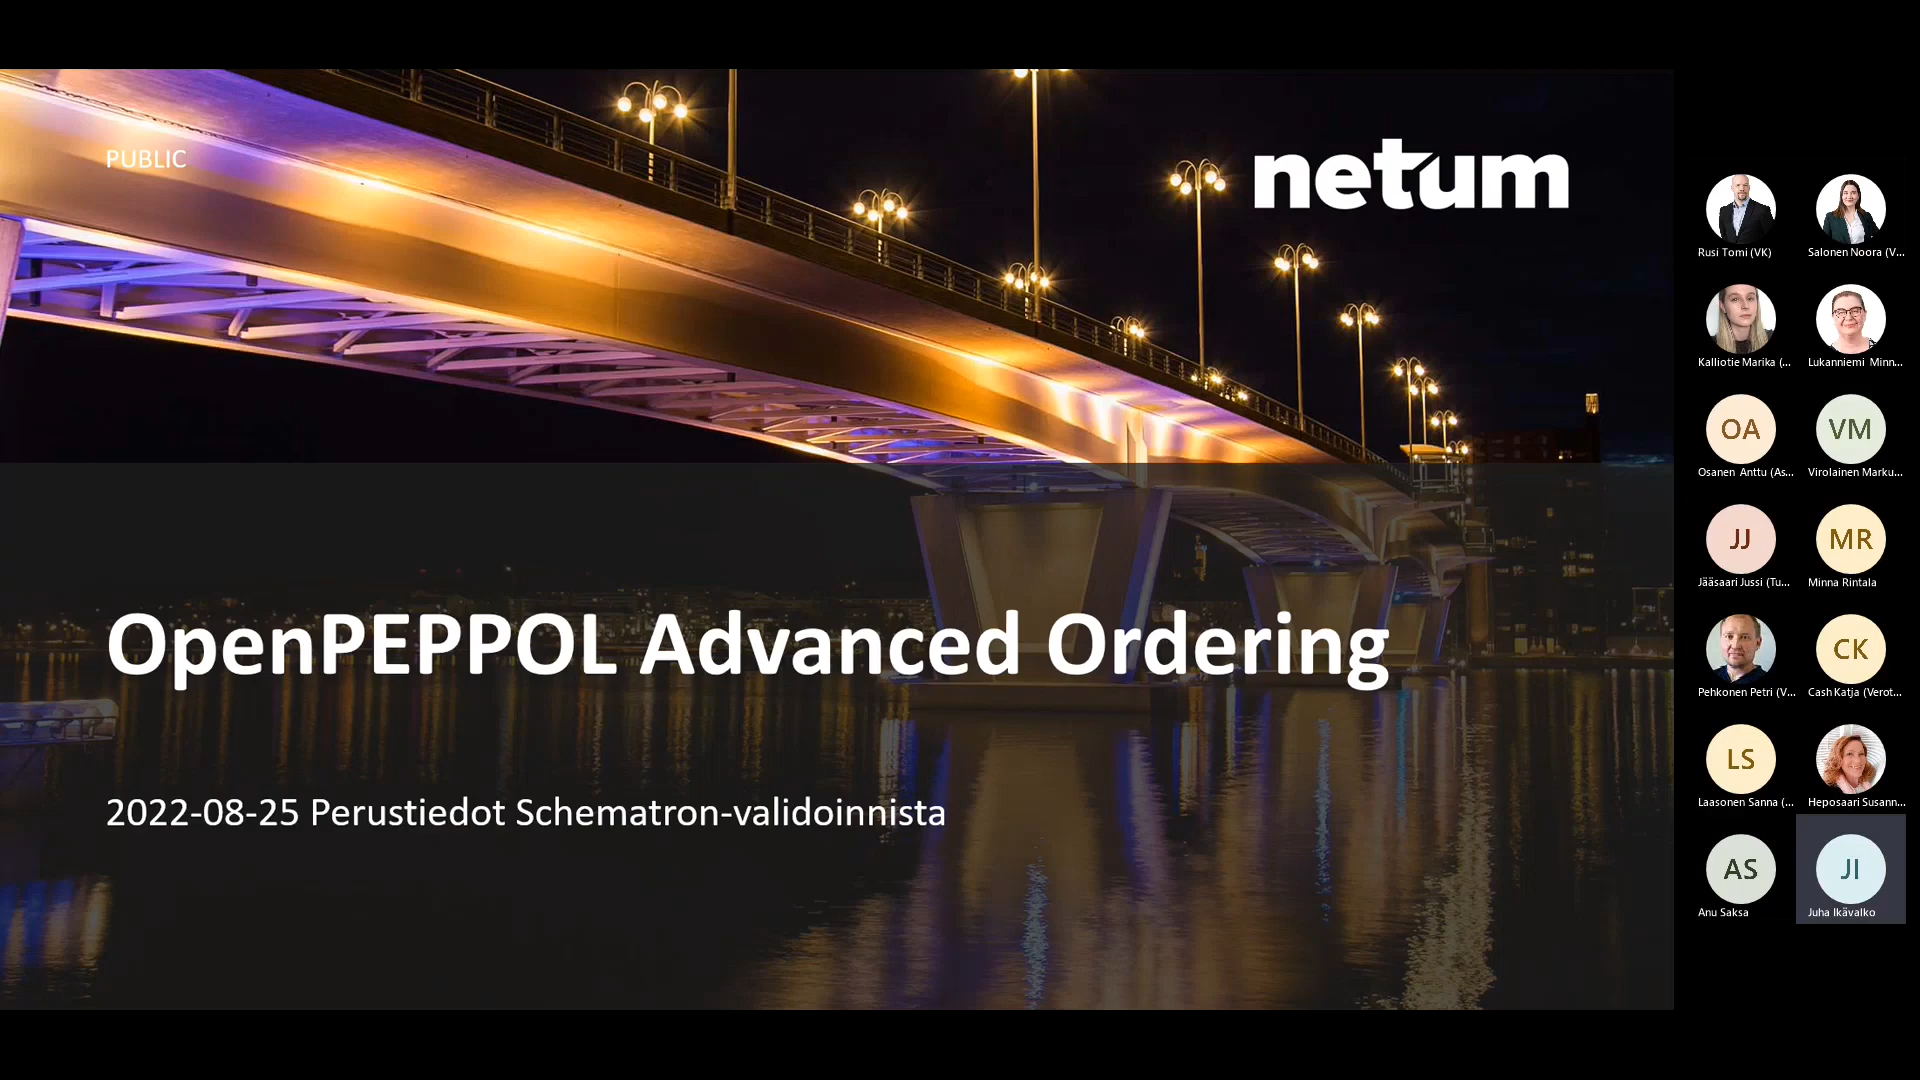 PUBLIC
netum
OpenPEPPOL Advanced Ordering
2022-08-25 Perustiedot Schematron-validoinnista
Rusi Tomi (VK)
Salonen Noora (V...
Kalliotie Marika (...
Lukanniemi Minn...
OA
Osanen Anttu (As...
VM
Virolainen Marku...
JJ
Jääsaari Jussi (Tu...
MR
Minna Rintala
Pehkonen Petri (V...
CK
Cash Katja (Verot...
LS
Laasonen Sanna (...
Heposaari Susann...
AS
Anu Saksa
JI
Juha Ikävalko